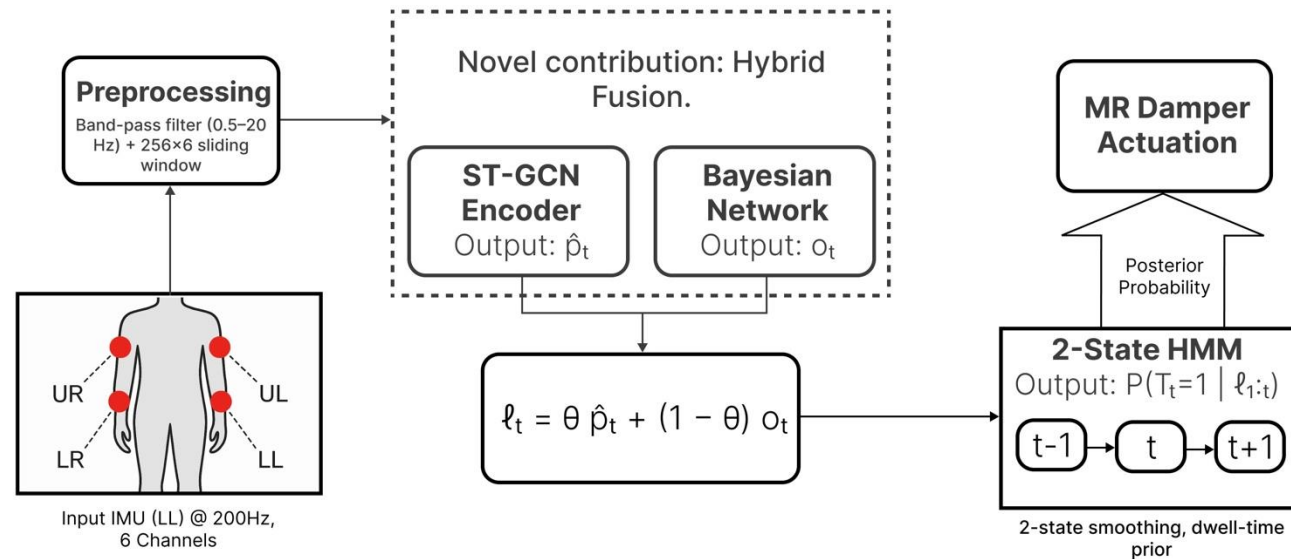 Preprocessing
Band-pass filter (0.5–20
Hz) + 256×6 sliding
window
UR
UL
LR
LL
Input IMU (LL) @ 200Hz,
6 Channels
Novel contribution: Hybrid
Fusion.
ST-GCN
Encoder
Output: p̂ₜ
Bayesian
Network
Output: oₜ
ℓₜ = θ p̂ₜ + (1 − θ) oₜ
MR Damper
Actuation
Posterior
Probability
2-State HMM
Output: P(Tₜ=1 | ℓ₁:ₜ)
t-1
t
t+1
2-state smoothing, dwell-time
prior